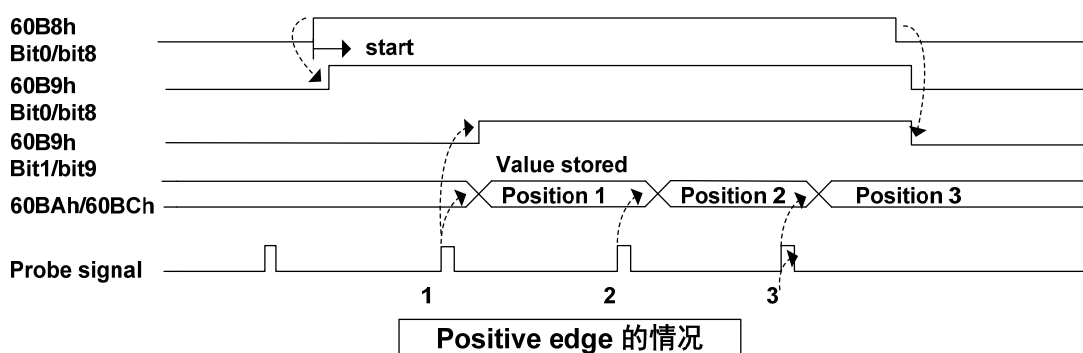 60B8h
Bit0/bit8
start
60B9h
Bit0/bit8
60B9h
Bit1/bit9
Value stored
60BAh/60BCh
Position 1
Position 2
Position 3
Probe signal
1
2
3
Positive edge 的情况